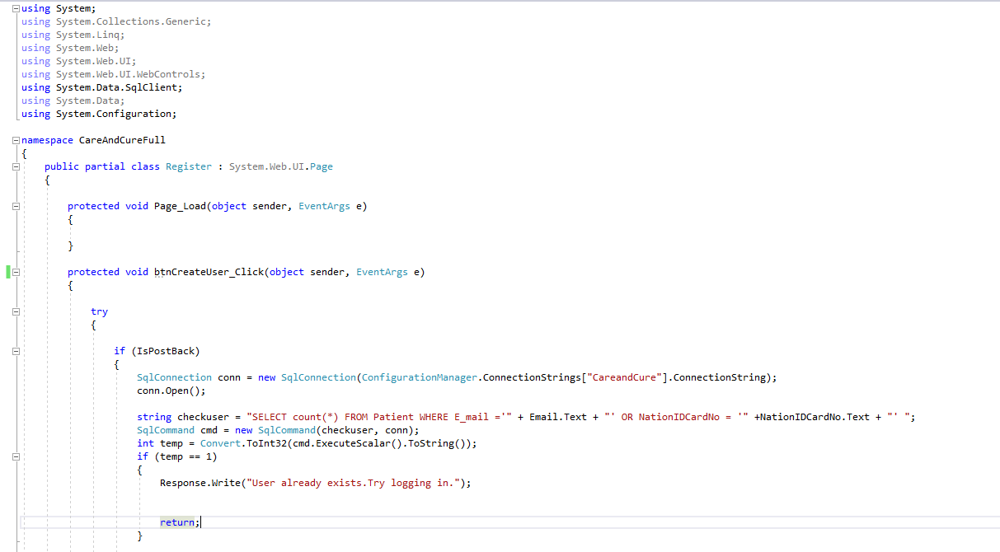 using System;
using System.Collections.Generic;
using System.Linq;
using System.Web;
using System.Web.UI;
using System.Web.UI.WebControls;
using System.Data.SqlClient;
using System.Data;
using System.Configuration;
namespace CareAndCureFull
{
public partial class Register : System.Web.UI.Page
{
protected void Page_Load(object sender, EventArgs e)
{
}
protected void btnCreateUser_Click(object sender, EventArgs e)
{
try
{
if (IsPostBack)
{
SqlConnection conn = new SqlConnection(ConfigurationManager.ConnectionStrings["CareandCure"].ConnectionString);
conn.Open();
string checkuser = "SELECT count(*) FROM Patient WHERE E_mail ='" + Email.Text + "' OR NationIDCardNo = '" +NationIDCardNo.Text + "' ";
SqlCommand cmd = new SqlCommand(checkuser, conn);
int temp = Convert.ToInt32(cmd.ExecuteScalar().ToString());
if (temp == 1)
{
Response.Write("User already exists.Try logging in.");
return;
}